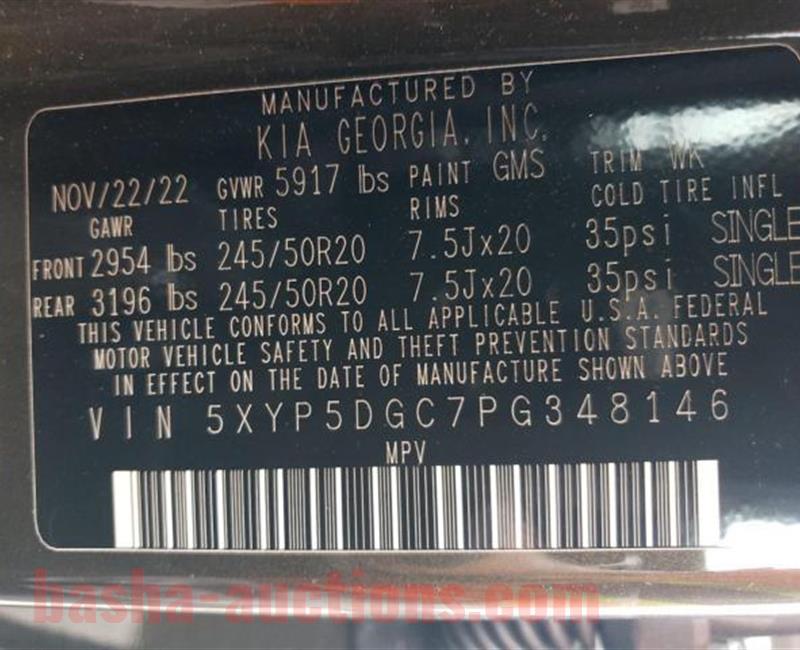 MANUFACTURED BY
KIA GEORGIA, INC.
NOV/22/22 GVWR 5917 lbs PAINT GMS TRIM WK
GAWR TIRES RIMS COLD TIRE INFL
FRONT 2954 lbs 245/50R20 7.5Jx20 35psi SINGLE
REAR 3196 lbs 245/50R20 7.5Jx20 35psi SINGLE
THIS VEHICLE CONFORMS TO ALL APPLICABLE U.S.A. FEDERAL
MOTOR VEHICLE SAFETY AND THEFT PREVENTION STANDARDS
IN EFFECT ON THE DATE OF MANUFACTURE SHOWN ABOVE
VIN 5XYP5DGC7PG348146
MPV
basha-auctions.com